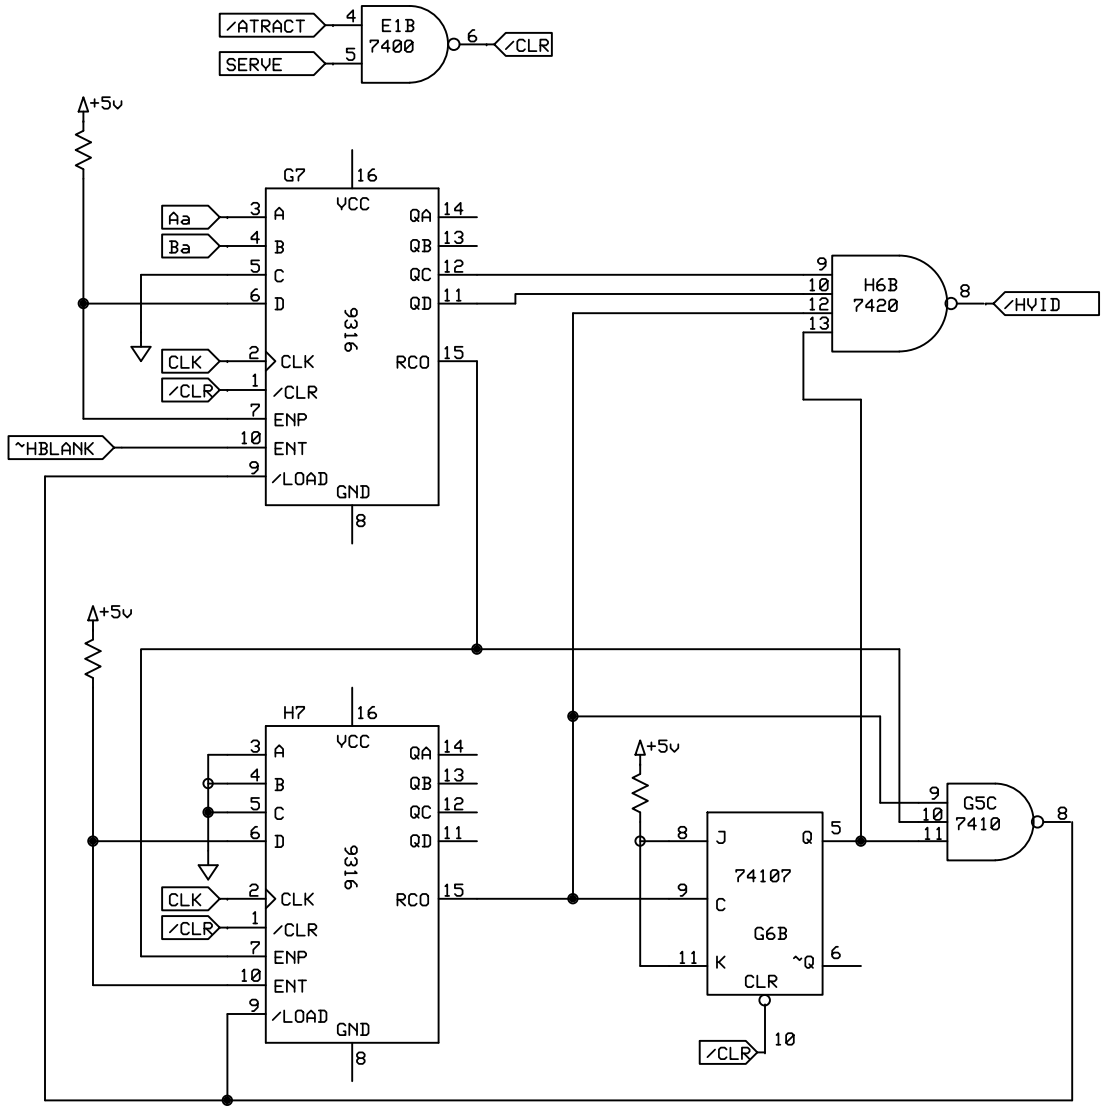 /ATRACT 4 E1B
7400 6 /CLR
SERVE 5
+5v
G7 16
VCC
Aa 3 A QA 14
Ba 4 B QB 13
5 C QC 12
6 D QD 11
9316
CLK 2 CLK RCO 15
/CLR 1 /CLR
7 ENP
~HBLANK 10 ENT
9 /LOAD
GND
8
9
10 H6B 8 /HVID
12 7420
13
+5v
H7 16
VCC
3 A QA 14
4 B QB 13
5 C QC 12
6 D QD 11
9316
CLK 2 CLK RCO 15
/CLR 1 /CLR
7 ENP
10 ENT
9 /LOAD
GND
8
+5v
8 J Q 5
74107
9 C
G6B
11 K ~Q 6
CLR
/CLR 10
9 G5C
10 7410 8
11